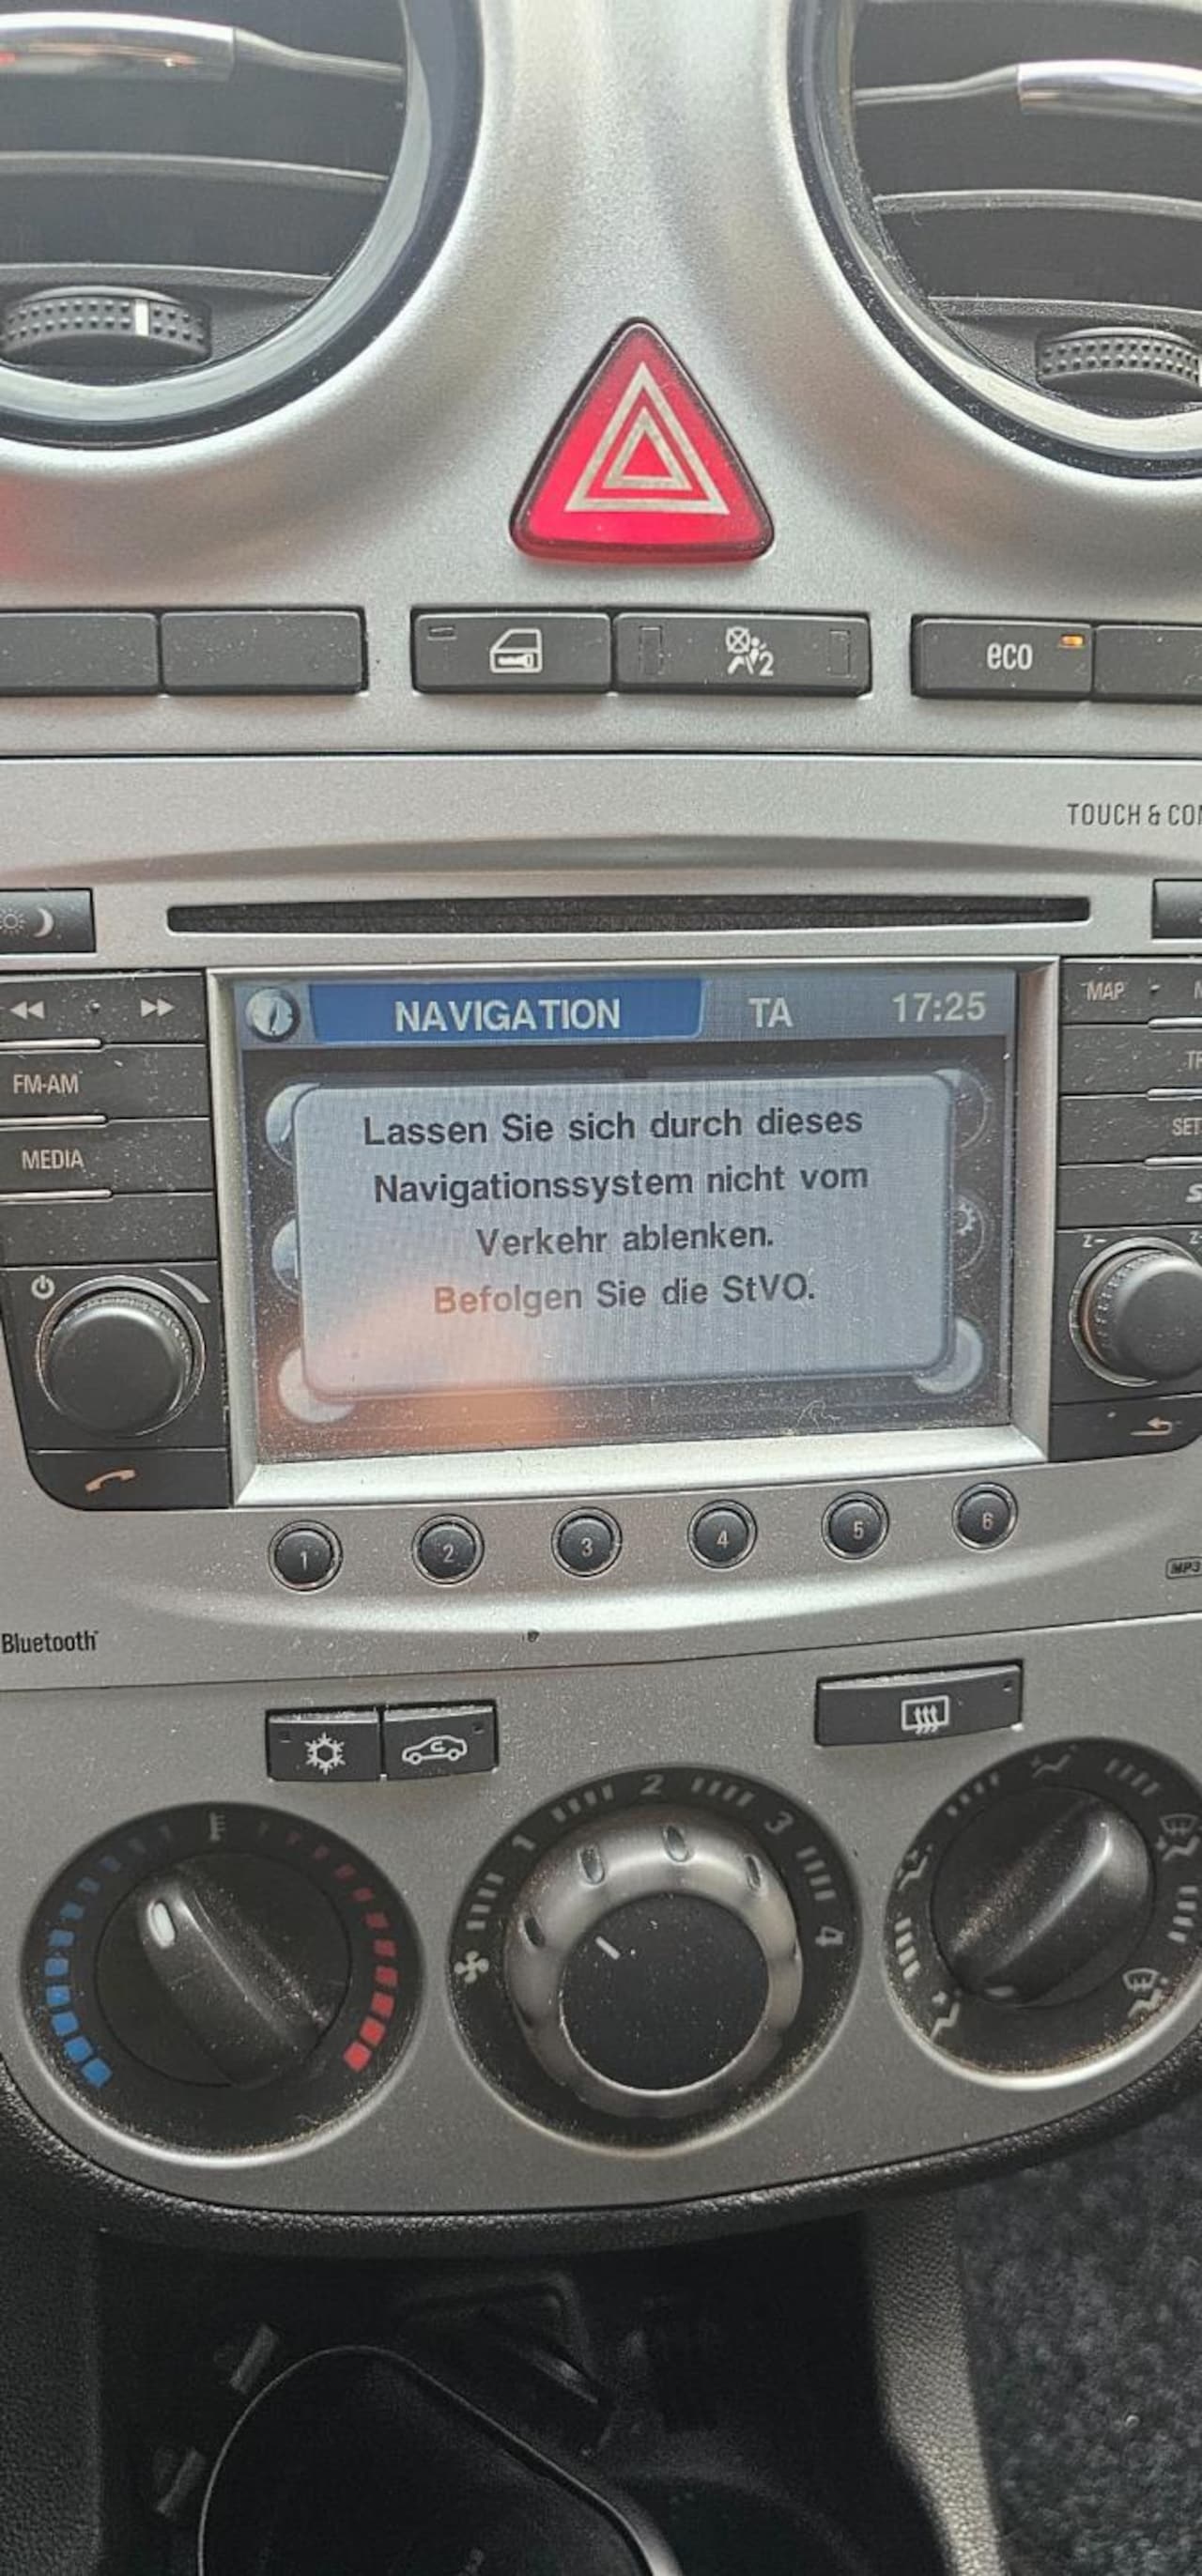 2
eco
TOUCH & CON
NAVIGATION TA 17:25
MAP
FM-AM
MEDIA
SET
Lassen Sie sich durch dieses
Navigationssystem nicht vom
Verkehr ablenken.
Befolgen Sie die StVO.
Z-
1 2 3 4 5 6
MP3
Bluetooth
1 2 3 4